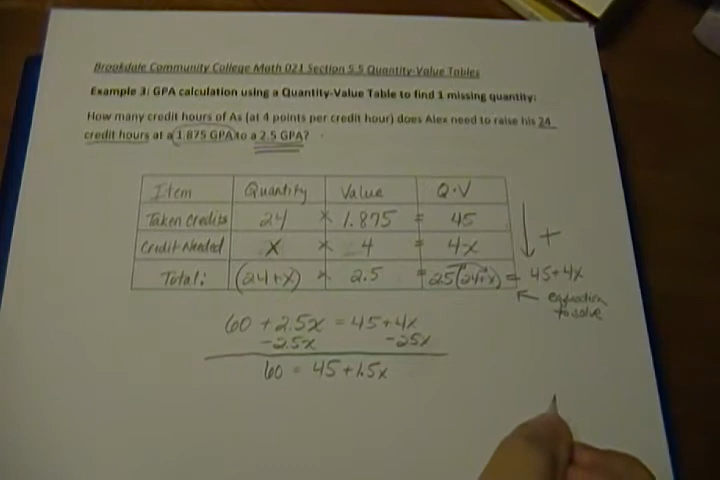 Brookdale Community College Math 021 Section 5.5 Quantity-Value Tables
Example 3: GPA calculation using a Quantity-Value Table to find 1 missing quantity:
How many credit hours of As (at 4 points per credit hour) does Alex need to raise his 24
credit hours at a 1.875 GPA to a 2.5 GPA?
Item Quantity Value Q·V
Taken Credits 24 × 1.875 = 45
Credit Needed x × 4 = 4x
Total: (24+x) × 2.5 = 2.5(24+x) = 45+4x
+
← equation
to solve
60 + 2.5x = 45+4x
-2.5x -2.5x
60 = 45+1.5x